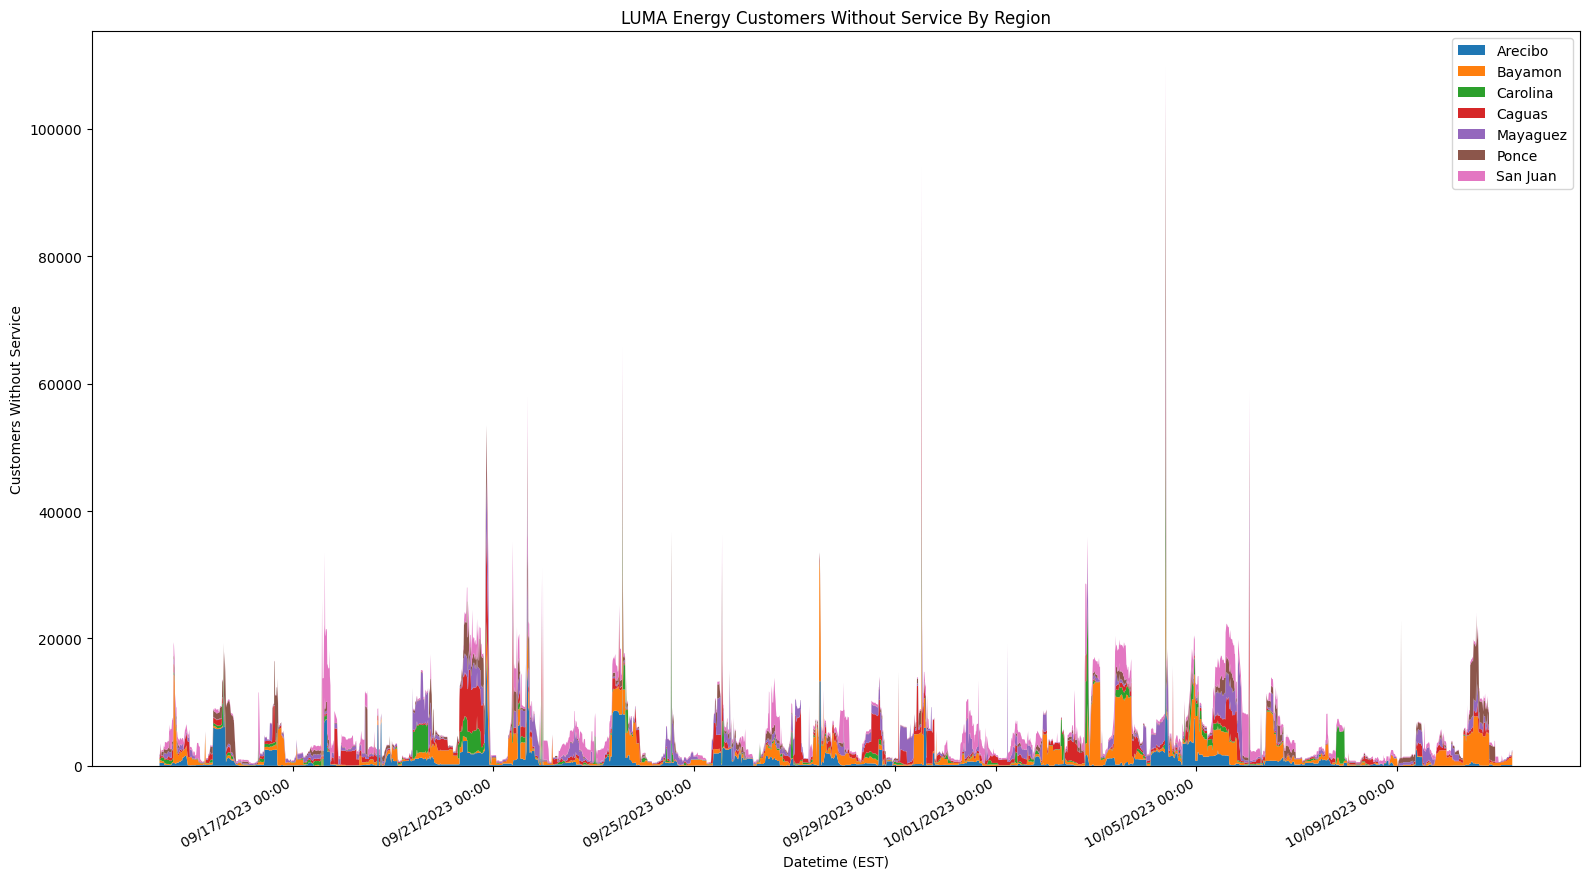 LUMA Energy Customers Without Service By Region
Arecibo
Bayamon
Carolina
Caguas
Mayaguez
Ponce
San Juan
100000
80000
60000
40000
20000
0
Customers Without Service
09/17/2023 00:00
09/21/2023 00:00
09/25/2023 00:00
09/29/2023 00:00
10/01/2023 00:00
10/05/2023 00:00
10/09/2023 00:00
Datetime (EST)